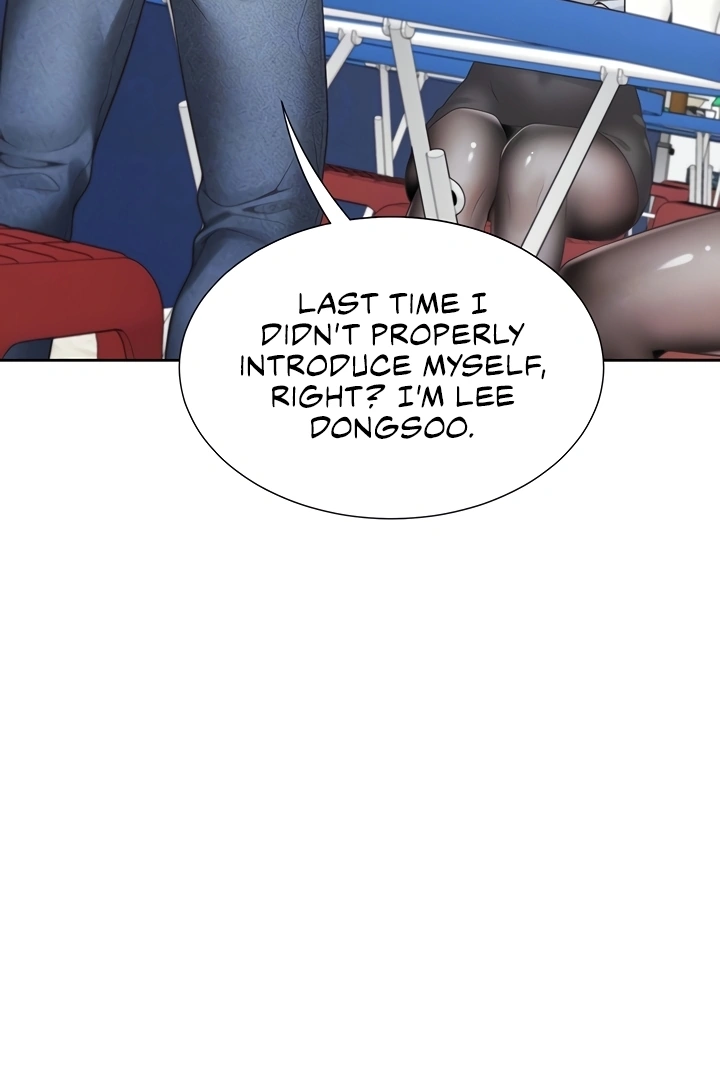 LAST TIME I
DIDN'T PROPERLY
INTRODUCE MYSELF,
RIGHT? I'M LEE
DONGSOO.